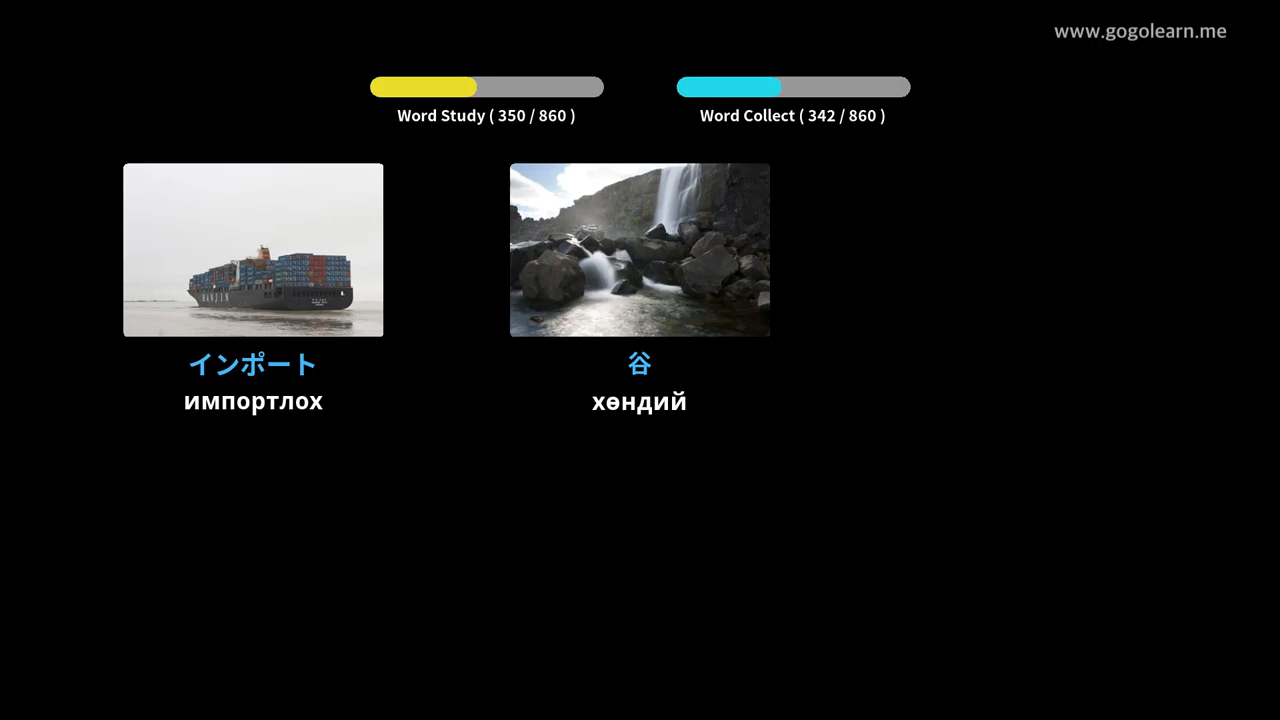 www.gogolearn.me
Word Study ( 350 / 860 )
Word Collect ( 342 / 860 )
HANJIN
インポート
импортлох
谷
хөндий